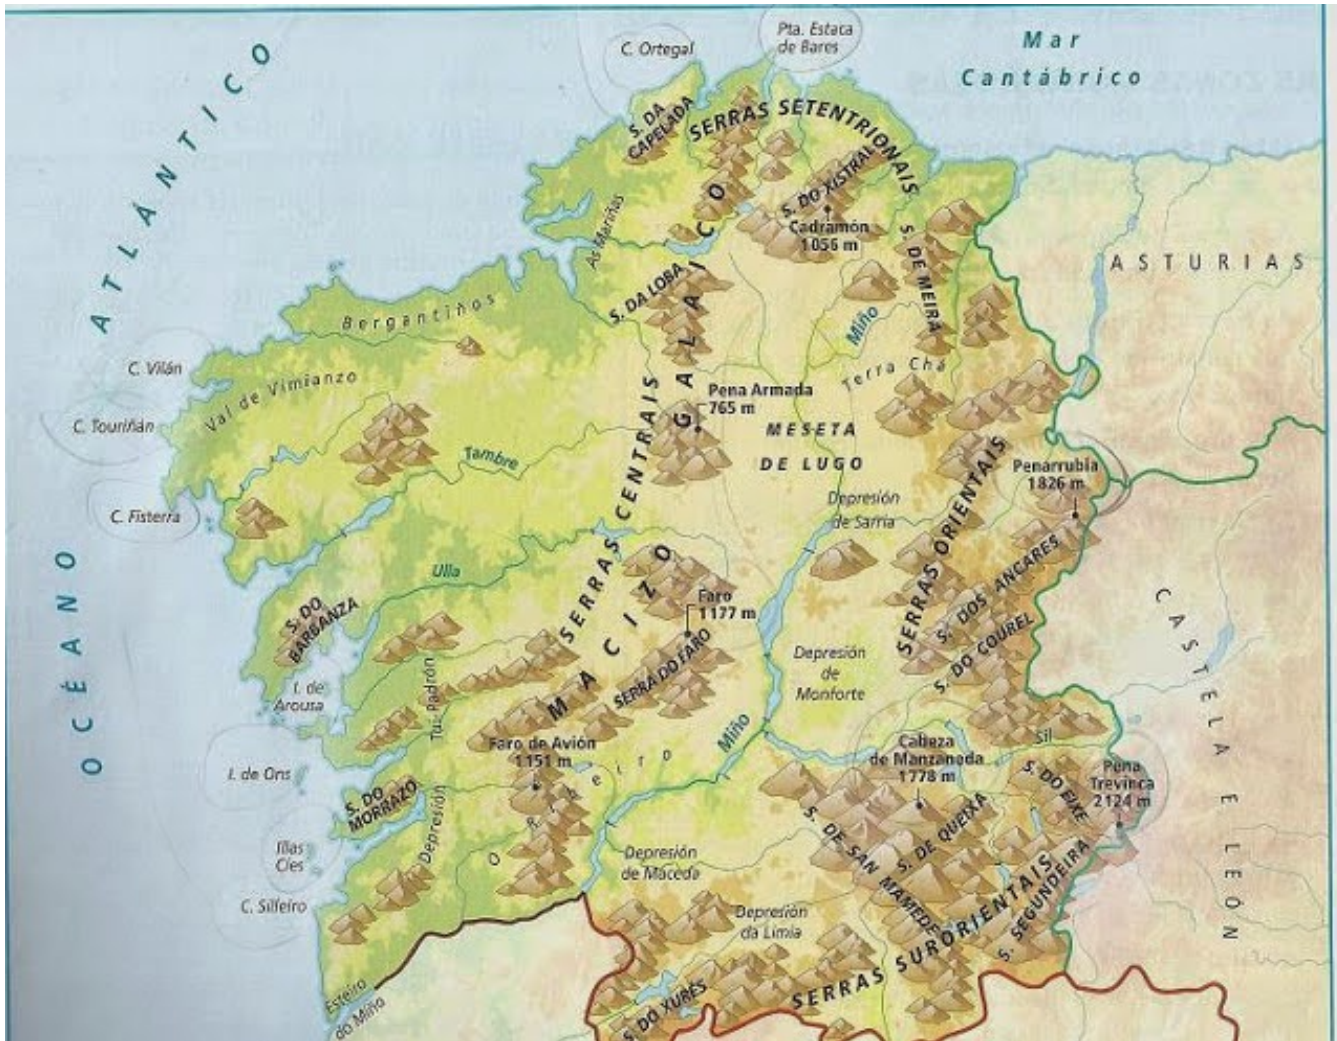 C. Ortegal
Pta. Estaca
de Bares
Mar
Cantábrico
OCÉANO
ATLÁNTICO
S. DA
CAPELADA
SERRAS SETENTRIONAIS
S. DO XISTRAL
Cadramón
1056 m
S. DE MEIRA
As Mariñas
S. DA LOBA
ASTURIAS
Bergantiños
Miño
Terra Chá
C. Vilán
Val de Vimianzo
C. Touriñán
Pena Armada
765 m
MESETA
DE LUGO
Tambre
SERRAS CENTRAIS
MACIZO GALAICO
Depresión
de Sarria
SERRAS ORIENTAIS
Penarrubia
1826 m
C. Fisterra
Ulla
S. DOS ANCARES
S. DO COUREL
CASTELA E LEÓN
S. DO
BARBANZA
Faro
1177 m
SERRA DO FARO
Depresión
de
Monforte
I. de
Arousa
Depresión Tui-Padrón
Miño
Sil
Faro de Avión
1151 m
O Ribeiro
Cabeza
de Manzaneda
1778 m
Pena
Trevinca
2124 m
I. de Ons
S. DO
MORRAZO
S. DO EIXE
S. DE QUEIXA
S. DE SAN MAMEDE
Illas
Cíes
Depresión
de Maceda
S. SEGUNDEIRA
C. Silleiro
Depresión
da Limia
SERRAS SURORIENTAIS
S. DO XURÉS
Esteiro
do Miño